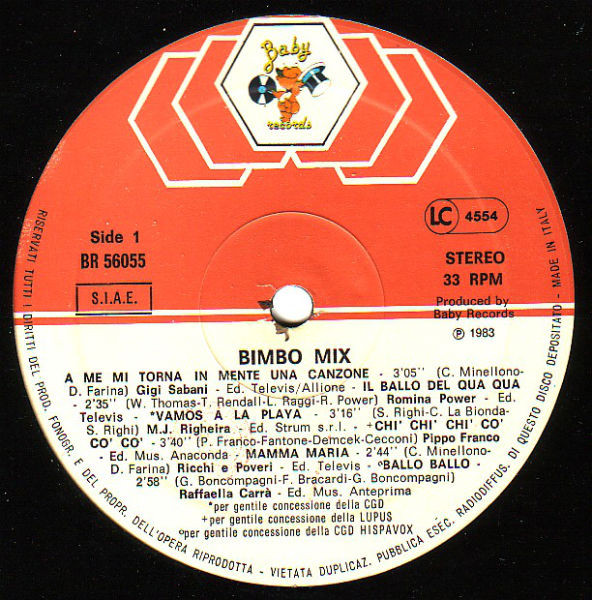 Baby
records
LC 4554
Side 1
BR 56055
S.I.A.E.
STEREO
33 RPM
Produced by
Baby Records
℗ 1983
BIMBO MIX
A ME MI TORNA IN MENTE UNA CANZONE - 3'05'' (C. Minellono-
D. Farina) Gigi Sabani - Ed. Televis/Allione - IL BALLO DEL QUA QUA
- 2'35'' (W. Thomas-T. Rendall-L. Raggi-R. Power) Romina Power - Ed.
Televis - *VAMOS A LA PLAYA - 3'16'' (S. Righi-C. La Bionda-
S. Righi) M.J. Righeira - Ed. Strum s.r.l. - +CHI' CHI' CHI' CO'
CO' CO' - 3'40'' (P. Franco-Fantone-Demcek-Cecconi) Pippo Franco
- Ed. Mus. Anaconda - MAMMA MARIA - 2'44'' (C. Minellono-
D. Farina) Ricchi e Poveri - Ed. Televis - °BALLO BALLO -
2'58'' (G. Boncompagni-F. Bracardi-G. Boncompagni)
Raffaella Carrà - Ed. Mus. Anteprima
*per gentile concessione della CGD
+per gentile concessione della LUPUS
°per gentile concessione della CGD HISPAVOX
RISERVATI TUTTI I DIRITTI DEL PROD. FONOGR. E DEL PROPR. DELL'OPERA RIPRODOTTA - VIETATA DUPLICAZ. PUBBLICA ESEC. RADIODIFFUS. DI QUESTO DISCO DEPOSITATO - MADE IN ITALY